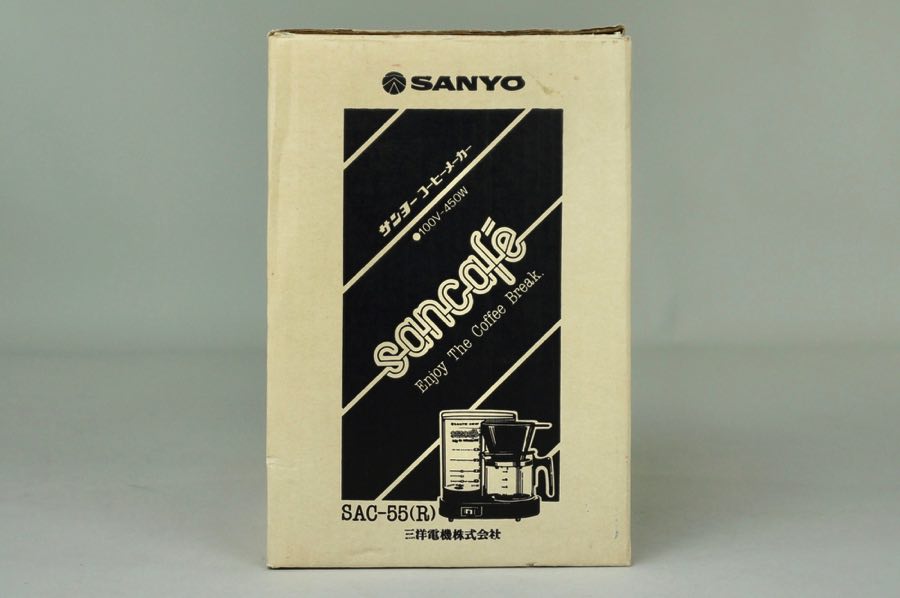 SANYO
サンヨー コーヒーメーカー
●100V-450W
sancafē
Enjoy The Coffee Break.
SAC-55(R)
三洋電機株式会社